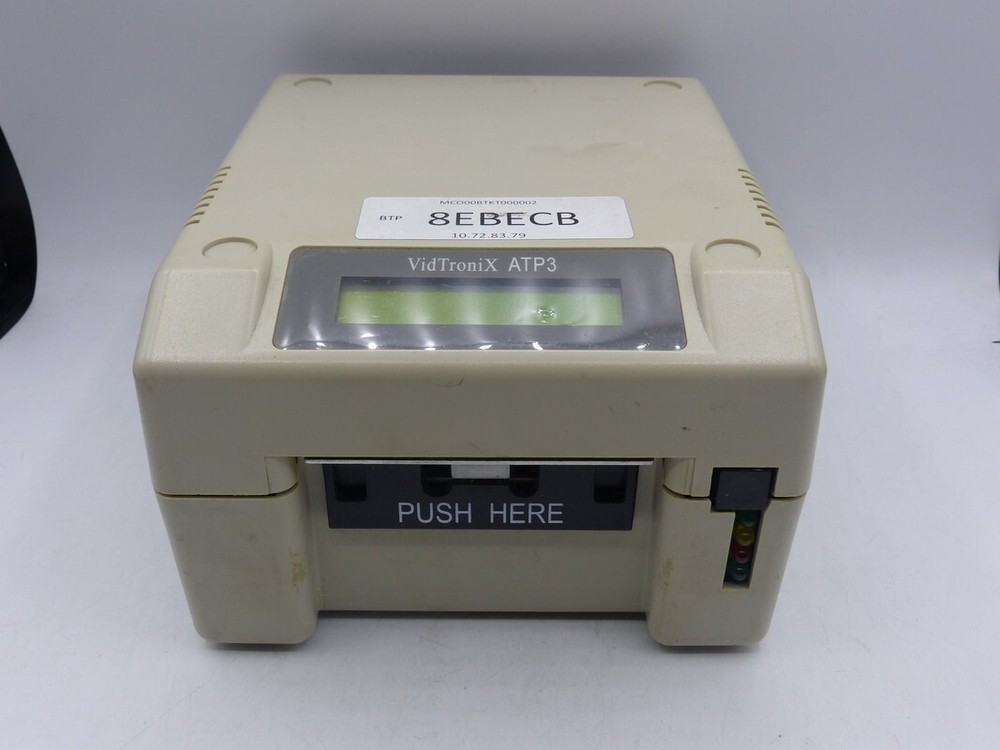 MCO00BTKT000002
BTP 8EBECB
10.72.83.79
VidTroniX ATP3
PUSH HERE